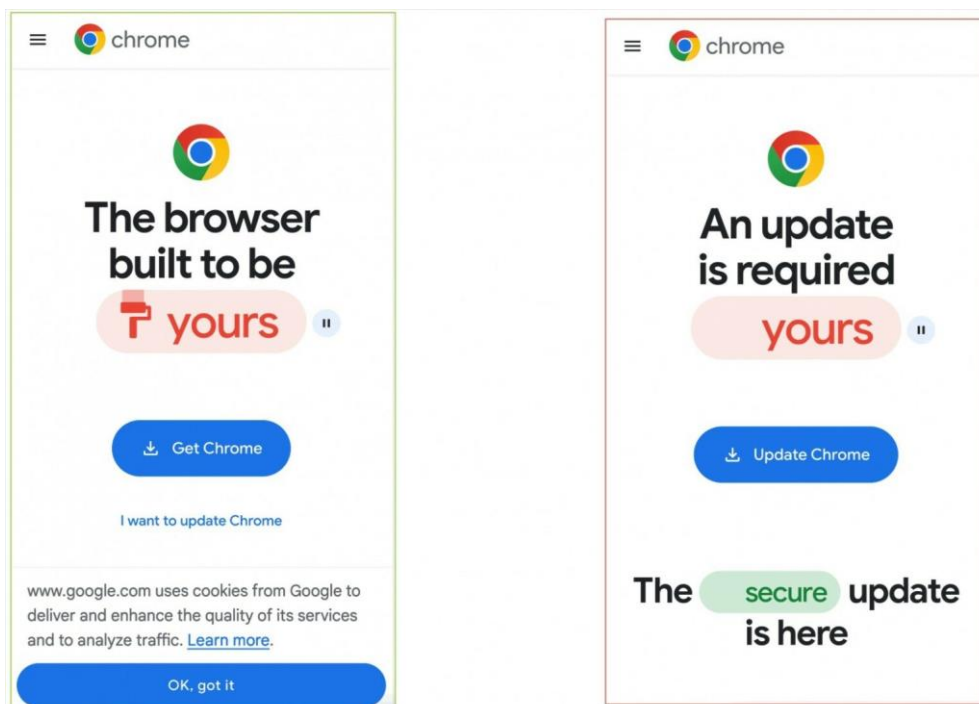 chrome
The browser
built to be
yours
Get Chrome
I want to update Chrome
www.google.com uses cookies from Google to
deliver and enhance the quality of its services
and to analyze traffic. Learn more.
OK, got it
chrome
An update
is required
yours
Update Chrome
The secure update
is here